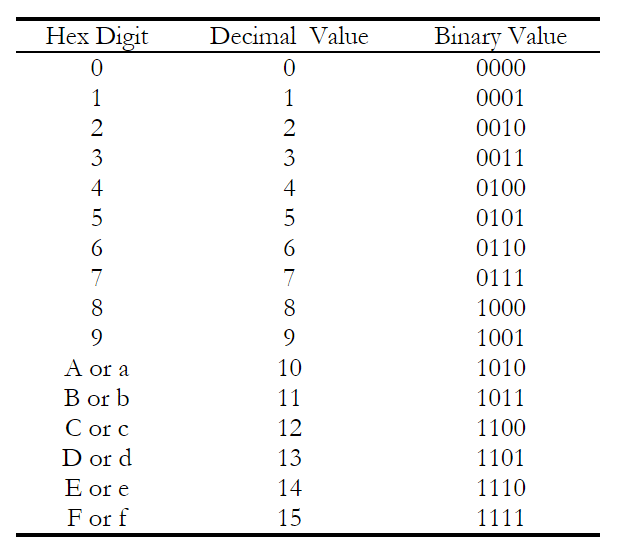 Hex Digit Decimal Value Binary Value
0 0 0000
1 1 0001
2 2 0010
3 3 0011
4 4 0100
5 5 0101
6 6 0110
7 7 0111
8 8 1000
9 9 1001
A or a 10 1010
B or b 11 1011
C or c 12 1100
D or d 13 1101
E or e 14 1110
F or f 15 1111